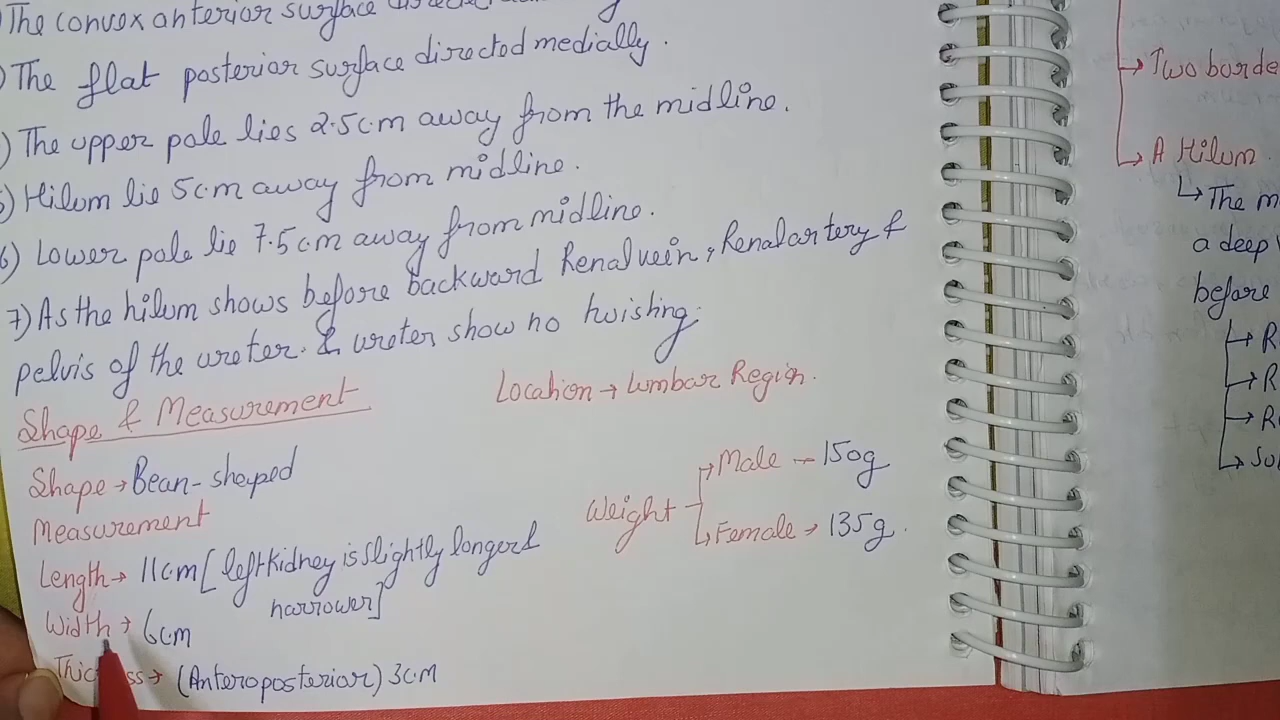 The convex anterior surface
) The flat posterior surface directed medially.
) The upper pole lies 2.5cm away from the midline.
5) Hilum lie 5cm away from midline.
6) Lower pole lie 7.5cm away from midline.
7) As the hilum shows before backward Renal vein, Renal artery &
pelvis of the ureter. & ureter show no twisting.
Shape & Measurement
Location → Lumbar Region.
Shape → Bean-shaped
Measurement
Length → 11cm [left kidney is slightly longer &
narrower]
Width → 6cm
(Anteroposterior) 3cm
Weight
Male → 150g
Female → 135g.
→ Two borde
→ A Hilum
↳ The m
a deep
before
→ R
→ R
→ R